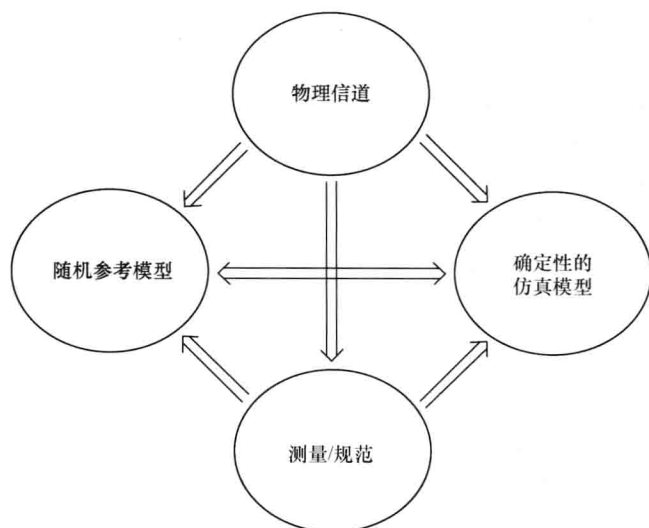 物理信道
随机参考模型
确定性的
仿真模型
测量/规范